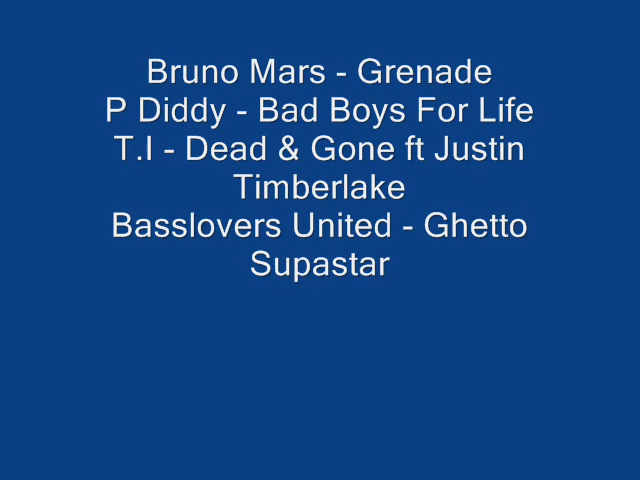 Bruno Mars - Grenade
P Diddy - Bad Boys For Life
T.I - Dead & Gone ft Justin
Timberlake
Basslovers United - Ghetto
Supastar